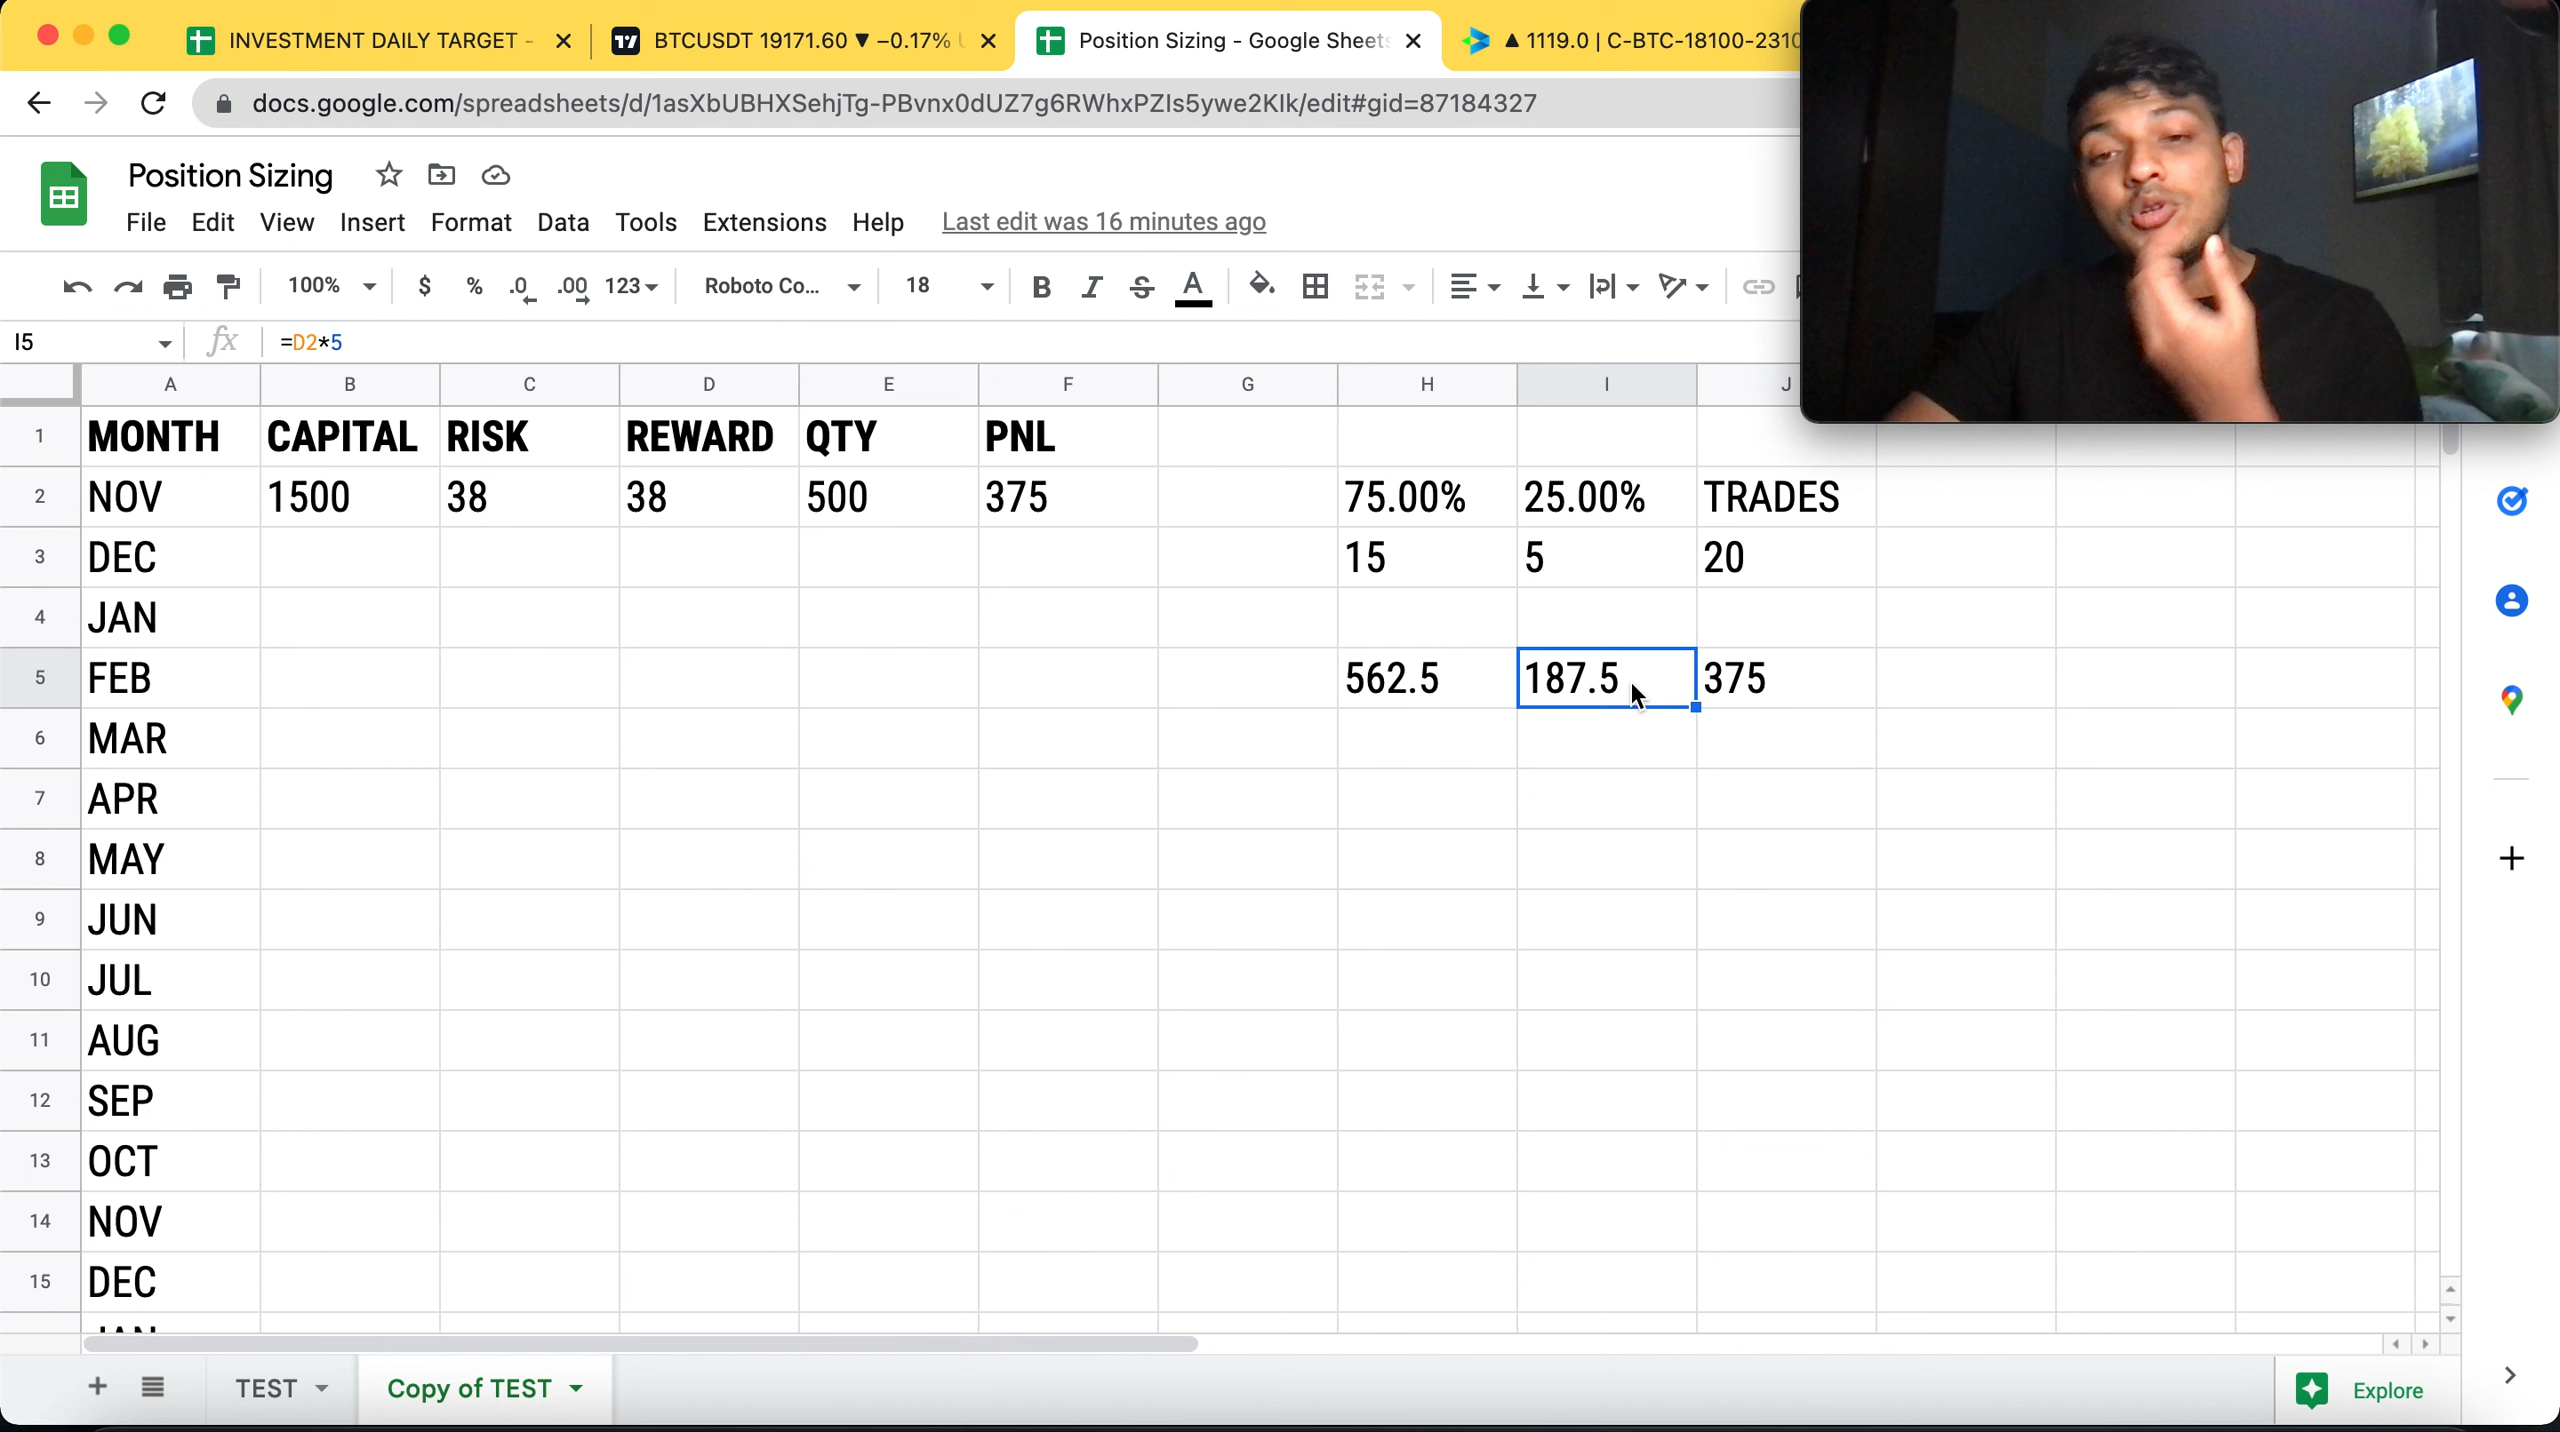 INVESTMENT DAILY TARGET -
BTCUSDT 19171.60 ▼ −0.17%
Position Sizing - Google Sheets
▲ 1119.0 | C-BTC-18100-2310
docs.google.com/spreadsheets/d/1asXbUBHXSehjTg-PBvnx0dUZ7g6RWhxPZIs5ywe2KIk/edit#gid=87184327
Position Sizing
File Edit View Insert Format Data Tools Extensions Help Last edit was 16 minutes ago
100% $ % .0 .00 123 Roboto Co... 18 B I S A
I5 fx =D2*5
A B C D E F G H I J
1 MONTH CAPITAL RISK REWARD QTY PNL
2 NOV 1500 38 38 500 375 75.00% 25.00% TRADES
3 DEC 15 5 20
4 JAN
5 FEB 562.5 187.5 375
6 MAR
7 APR
8 MAY
9 JUN
10 JUL
11 AUG
12 SEP
13 OCT
14 NOV
15 DEC
JAN
TEST Copy of TEST Explore